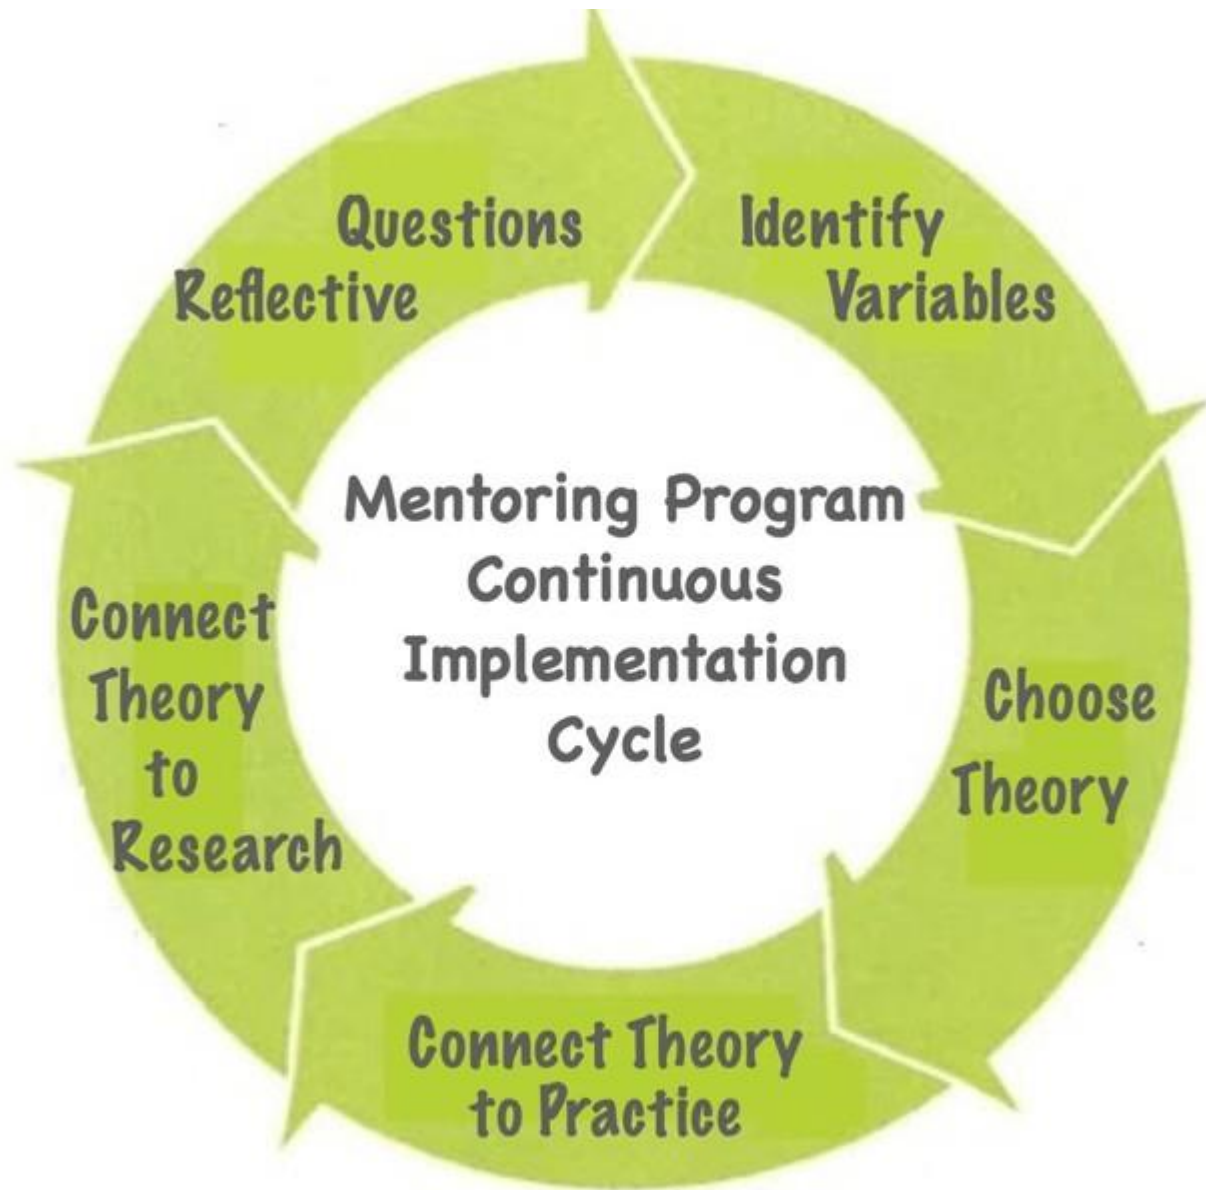 Questions
Reflective
Identify
Variables
Mentoring Program
Continuous
Implementation
Cycle
Connect
Theory
to
Research
Choose
Theory
Connect Theory
to Practice